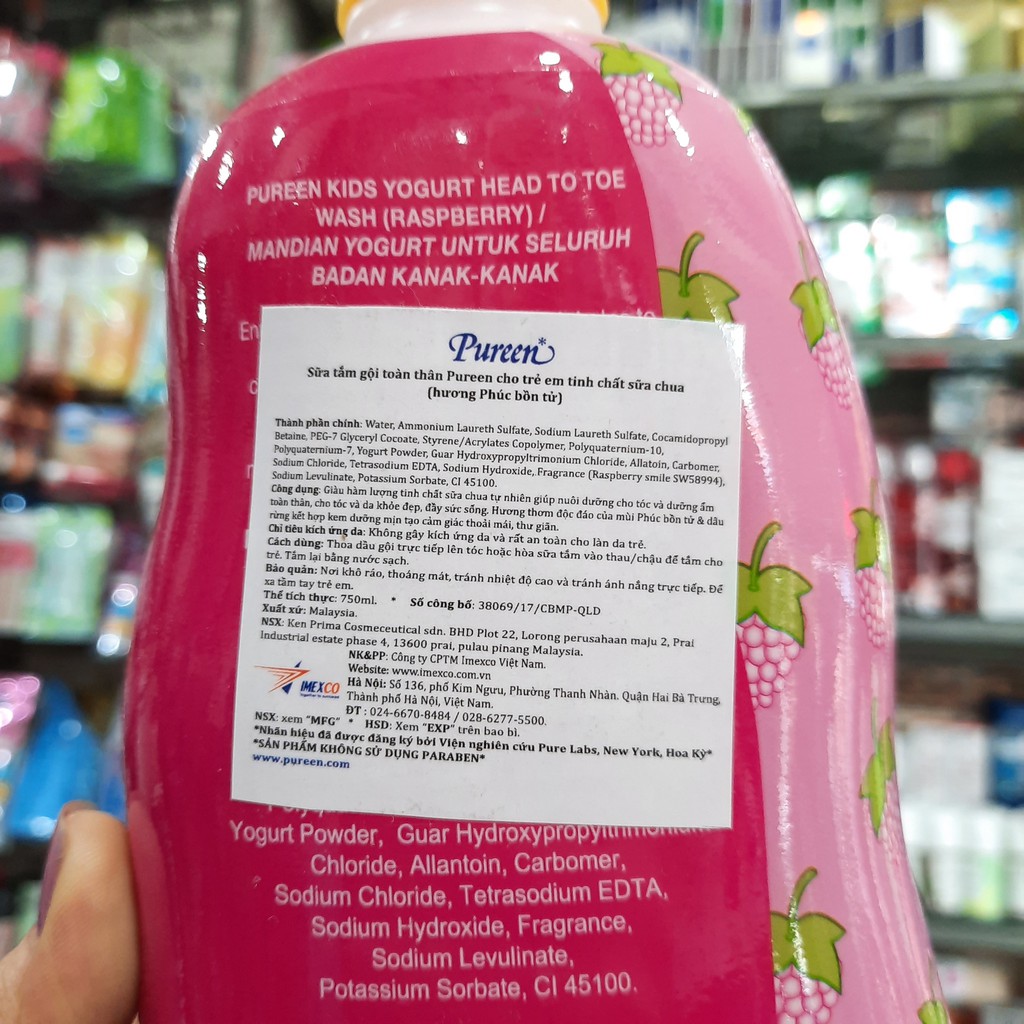 PUREEN KIDS YOGURT HEAD TO TOE
WASH (RASPBERRY) /
MANDIAN YOGURT UNTUK SELURUH
BADAN KANAK-KANAK
En
Pureen*
Sữa tắm gội toàn thân Pureen cho trẻ em tinh chất sữa chua
(hương Phúc bồn tử)
Thành phần chính: Water, Ammonium Laureth Sulfate, Sodium Laureth Sulfate, Cocamidopropyl
Betaine, PEG-7 Glyceryl Cocoate, Styrene/Acrylates Copolymer, Polyquaternium-10,
Polyquaternium-7, Yogurt Powder, Guar Hydroxypropyltrimonium Chloride, Allatoin, Carbomer,
Sodium Chloride, Tetrasodium EDTA, Sodium Hydroxide, Fragrance (Raspberry smile SW58994),
Sodium Levulinate, Potassium Sorbate, CI 45100.
Công dụng: Giàu hàm lượng tinh chất sữa chua tự nhiên giúp nuôi dưỡng cho tóc và dưỡng ẩm
toàn thân, cho tóc và da khỏe đẹp, đầy sức sống. Hương thơm độc đáo của mùi Phúc bồn tử & dâu
rừng kết hợp kem dưỡng mịn tạo cảm giác thoải mái, thư giãn.
Chỉ tiêu kích ứng da: Không gây kích ứng da và rất an toàn cho làn da trẻ.
Cách dùng: Thoa dầu gội trực tiếp lên tóc hoặc hòa sữa tắm vào thau/chậu để tắm cho
trẻ. Tắm lại bằng nước sạch.
Bảo quản: Nơi khô ráo, thoáng mát, tránh nhiệt độ cao và tránh ánh nắng trực tiếp. Để
xa tầm tay trẻ em.
Thể tích thực: 750ml. * Số công bố: 38069/17/CBMP-QLD
Xuất xứ: Malaysia.
NSX: Ken Prima Cosmeceutical sdn. BHD Plot 22, Lorong perusahaan maju 2, Prai
Industrial estate phase 4, 13600 prai, pulau pinang Malaysia.
NK&PP: Công ty CPTM Imexco Việt Nam.
Website: www.imexco.com.vn
IMEXCO
Hà Nội: Số 136, phố Kim Ngưu, Phường Thanh Nhàn. Quận Hai Bà Trưng,
Thành phố Hà Nội, Việt Nam.
ĐT : 024-6670-8484 / 028-6277-5500.
NSX: xem "MFG" * HSD: Xem "EXP" trên bao bì.
*Nhãn hiệu đã được đăng ký bởi Viện nghiên cứu Pure Labs, New York, Hoa Kỳ*
*SẢN PHẨM KHÔNG SỬ DỤNG PARABEN*
www.pureen.com
Yogurt Powder, Guar Hydroxypropyltrimonium
Chloride, Allantoin, Carbomer,
Sodium Chloride, Tetrasodium EDTA,
Sodium Hydroxide, Fragrance,
Sodium Levulinate,
Potassium Sorbate, CI 45100.